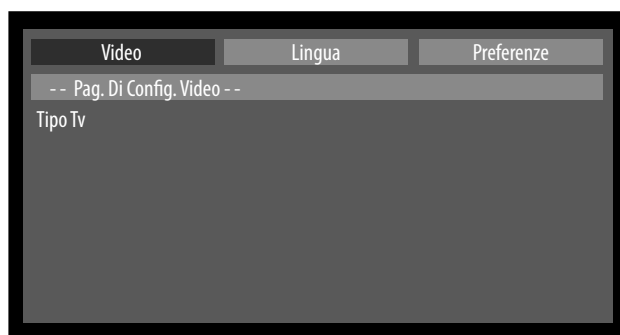 Video Lingua Preferenze
- - Pag. Di Config. Video - -
Tipo Tv